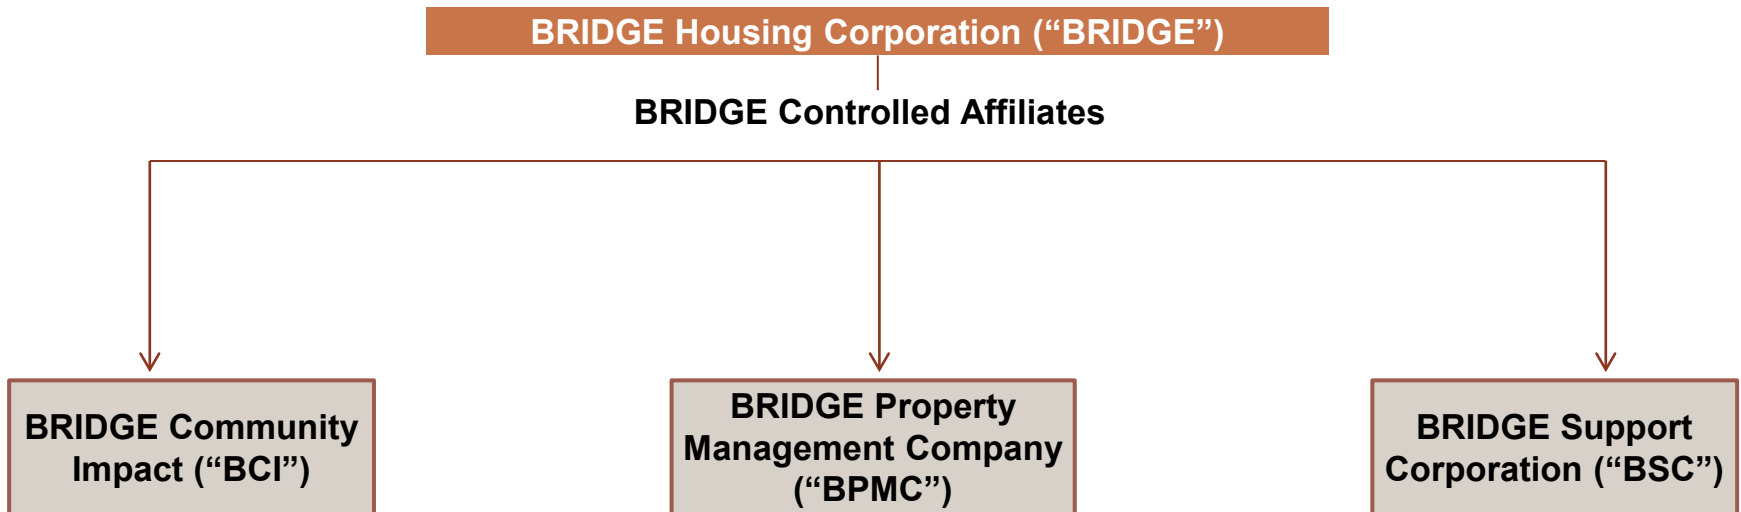 BRIDGE Housing Corporation (“BRIDGE”)
BRIDGE Controlled Affiliates
BRIDGE Community
Impact (“BCI”)
BRIDGE Property
Management Company
(“BPMC”)
BRIDGE Support
Corporation (“BSC”)